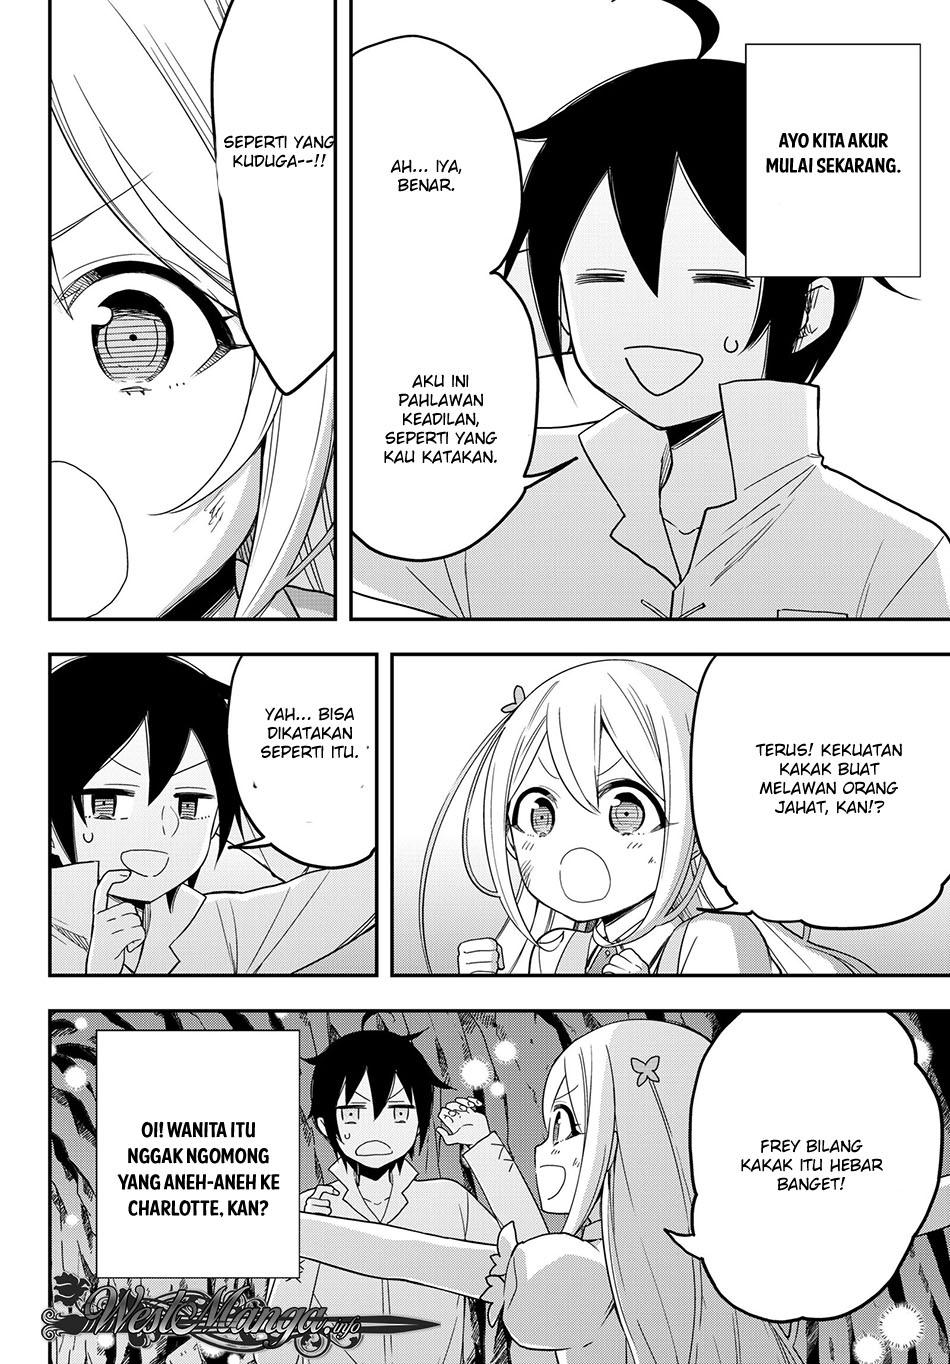 AYO KITA AKUR
MULAI SEKARANG.
AH... IYA,
BENAR.
AKU INI
PAHLAWAN
KEADILAN,
SEPERTI YANG
KAU KATAKAN.
SEPERTI YANG
KUDUGA--!!
TERUS! KEKUATAN
KAKAK BUAT
MELAWAN ORANG
JAHAT, KAN!?
YAH... BISA
DIKATAKAN
SEPERTI ITU.
FREY BILANG
KAKAK ITU HEBAR
BANGET!
OI! WANITA ITU
NGGAK NGOMONG
YANG ANEH-ANEH KE
CHARLOTTE, KAN?
WestManga.info